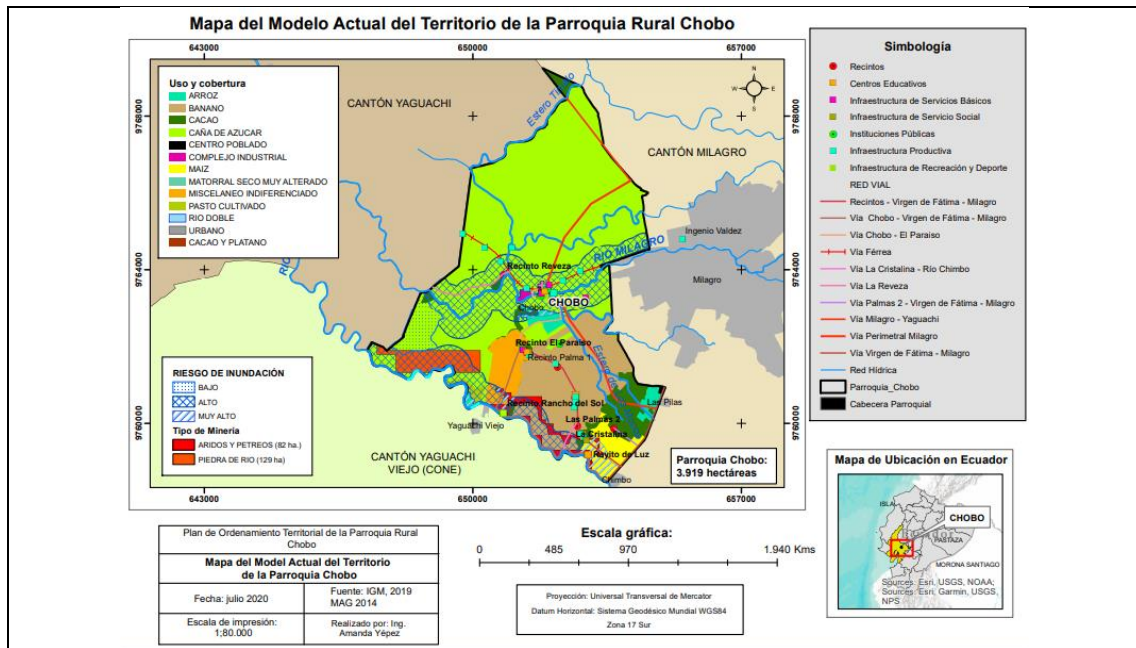 Mapa del Modelo Actual del Territorio de la Parroquia Rural Chobo
643000
650000
657000
9768000
9764000
9760000
9768000
9764000
9760000
643000
650000
657000
Uso y cobertura
ARROZ
BANANO
CACAO
CAÑA DE AZUCAR
CENTRO POBLADO
COMPLEJO INDUSTRIAL
MAIZ
MATORRAL SECO MUY ALTERADO
MISCELANEO INDIFERENCIADO
PASTO CULTIVADO
RIO DOBLE
URBANO
CACAO Y PLATANO
CANTÓN YAGUACHI
CANTÓN MILAGRO
N
W
E
S
Estero
Ingenio Valdez
RÍO MILAGRO
Recinto Reveza
Milagro
CHOBO
Chobo
Recinto El Paraiso
Recinto Palma 1
Recinto Rancho del Sol
Las Pilas
Las Palmas 2
La Cristalina
Yaguachi Viejo
Rayito de Luz
Chimbo
CANTÓN YAGUACHI
VIEJO (CONE)
Parroquia Chobo:
3.919 hectáreas
RIESGO DE INUNDACIÓN
BAJO
ALTO
MUY ALTO
Tipo de Minería
ARIDOS Y PETREOS (82 ha.)
PIEDRA DE RIO (129 ha)
Simbología
Recintos
Centros Educativos
Infraestructura de Servicios Básicos
Infraestructura de Servicio Social
Instituciones Públicas
Infraestructura Productiva
Infraestructura de Recreación y Deporte
RED VIAL
Recintos - Virgen de Fátima - Milagro
Vía Chobo - Virgen de Fátima - Milagro
Vía Chobo - El Paraiso
Vía Férrea
Vía La Cristalina - Río Chimbo
Vía La Reveza
Vía Palmas 2 - Virgen de Fátima - Milagro
Vía Milagro - Yaguachi
Vía Perimetral Milagro
Vía Virgen de Fátima - Milagro
Red Hídrica
Parroquia_Chobo
Cabecera Parroquial
Mapa de Ubicación en Ecuador
CHOBO
PASTAZA
MORONA SANTIAGO
Sources: Esri, USGS, NOAA;
Sources: Esri, Garmin, USGS,
NPS
Plan de Ordenamiento Territorial de la Parroquia Rural
Chobo
Mapa del Model Actual del Territorio
de la Parroquia Chobo
Fecha: julio 2020
Fuente: IGM, 2019
MAG 2014
Escala de impresión:
1;80.000
Realizado por: Ing.
Amanda Yépez
Escala gráfica:
0
485
970
1.940 Kms
Proyección: Universal Transversal de Mercator
Datum Horizontal: Sistema Geodésico Mundial WGS84
Zona 17 Sur